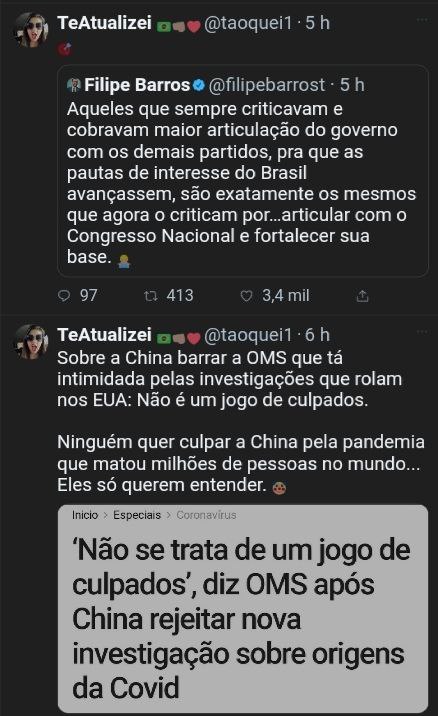 TeAtualizei @taoquei1 · 5 h
Filipe Barros @filipebarrost · 5 h
Aqueles que sempre criticavam e
cobravam maior articulação do governo
com os demais partidos, pra que as
pautas de interesse do Brasil
avançassem, são exatamente os mesmos
que agora o criticam por…articular com o
Congresso Nacional e fortalecer sua
base.
97 413 3,4 mil
TeAtualizei @taoquei1 · 6 h
Sobre a China barrar a OMS que tá
intimidada pelas investigações que rolam
nos EUA: Não é um jogo de culpados.
Ninguém quer culpar a China pela pandemia
que matou milhões de pessoas no mundo...
Eles só querem entender.
Inicio > Especiais > Coronavírus
‘Não se trata de um jogo de
culpados’, diz OMS após
China rejeitar nova
investigação sobre origens
da Covid